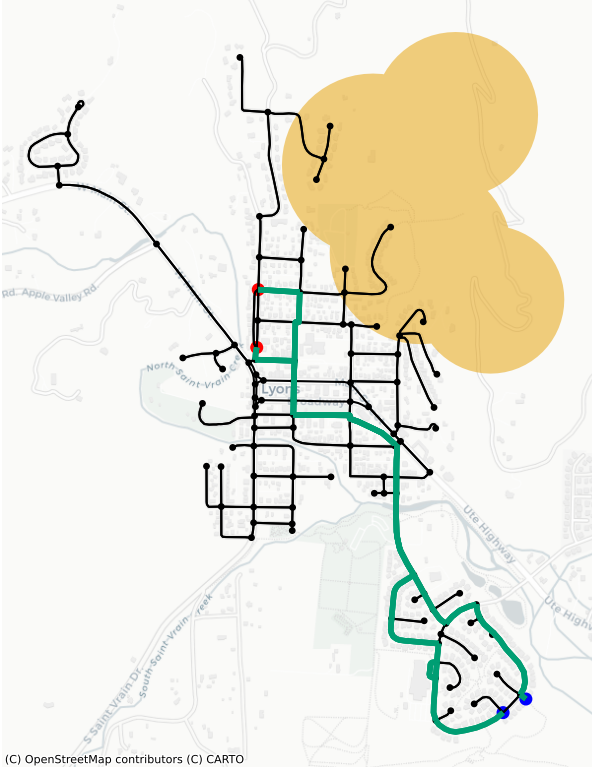 Rd. Apple Valley Rd
North Saint Vrain Cre
Lyons
Ute Highway
Ute Highw
South Saint Vrain Creek
S Saint Vrain Dr
(C) OpenStreetMap contributors (C) CARTO